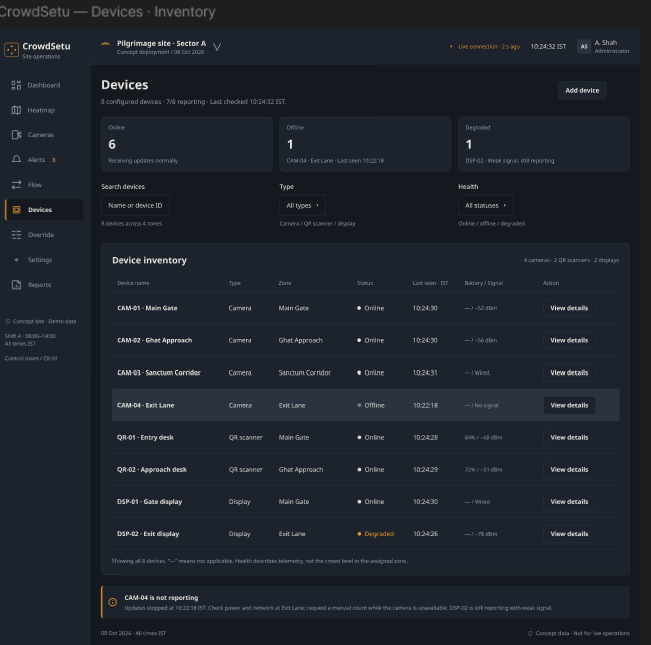 CrowdSetu — Devices · Inventory
CrowdSetu
Site operations
Pilgrimage site · Sector A
Concept deployment / 08 Oct 2026
Live connection · 2 s ago
10:24:32 IST
AS
A. Shah
Administrator
Dashboard
Heatmap
Cameras
Alerts 3
Flow
Devices
Override
Settings
Reports
Concept site · Demo data
Shift A · 06:00–14:00
All times IST
Control room / CR-01
Devices
8 configured devices · 7/8 reporting · Last checked 10:24:32 IST.
Add device
Online
6
Receiving updates normally
Offline
1
CAM-04 · Exit Lane · Last seen 10:22:18
Degraded
1
DSP-02 · Weak signal, still reporting
Search devices
Name or device ID
8 devices across 4 zones
Type
All types
Camera / QR scanner / display
Health
All statuses
Online / offline / degraded
Device inventory
4 cameras · 2 QR scanners · 2 displays
Device name Type Zone Status Last seen · IST Battery / Signal Action
CAM-01 · Main Gate Camera Main Gate Online 10:24:30 — / −52 dBm View details
CAM-02 · Ghat Approach Camera Ghat Approach Online 10:24:30 — / −56 dBm View details
CAM-03 · Sanctum Corridor Camera Sanctum Corridor Online 10:24:31 — / Wired View details
CAM-04 · Exit Lane Camera Exit Lane Offline 10:22:18 — / No signal View details
QR-01 · Entry desk QR scanner Main Gate Online 10:24:28 84% / −48 dBm View details
QR-02 · Approach desk QR scanner Ghat Approach Online 10:24:29 72% / −51 dBm View details
DSP-01 · Gate display Display Main Gate Online 10:24:30 — / Wired View details
DSP-02 · Exit display Display Exit Lane Degraded 10:24:26 — / −78 dBm View details
Showing all 8 devices. "—" means not applicable. Health describes telemetry, not the crowd level in the assigned zone.
CAM-04 is not reporting
Updates stopped at 10:22:18 IST. Check power and network at Exit Lane; request a manual count while the camera is unavailable. DSP-02 is still reporting with weak signal.
08 Oct 2026 · All times IST
Concept data · Not for live operations